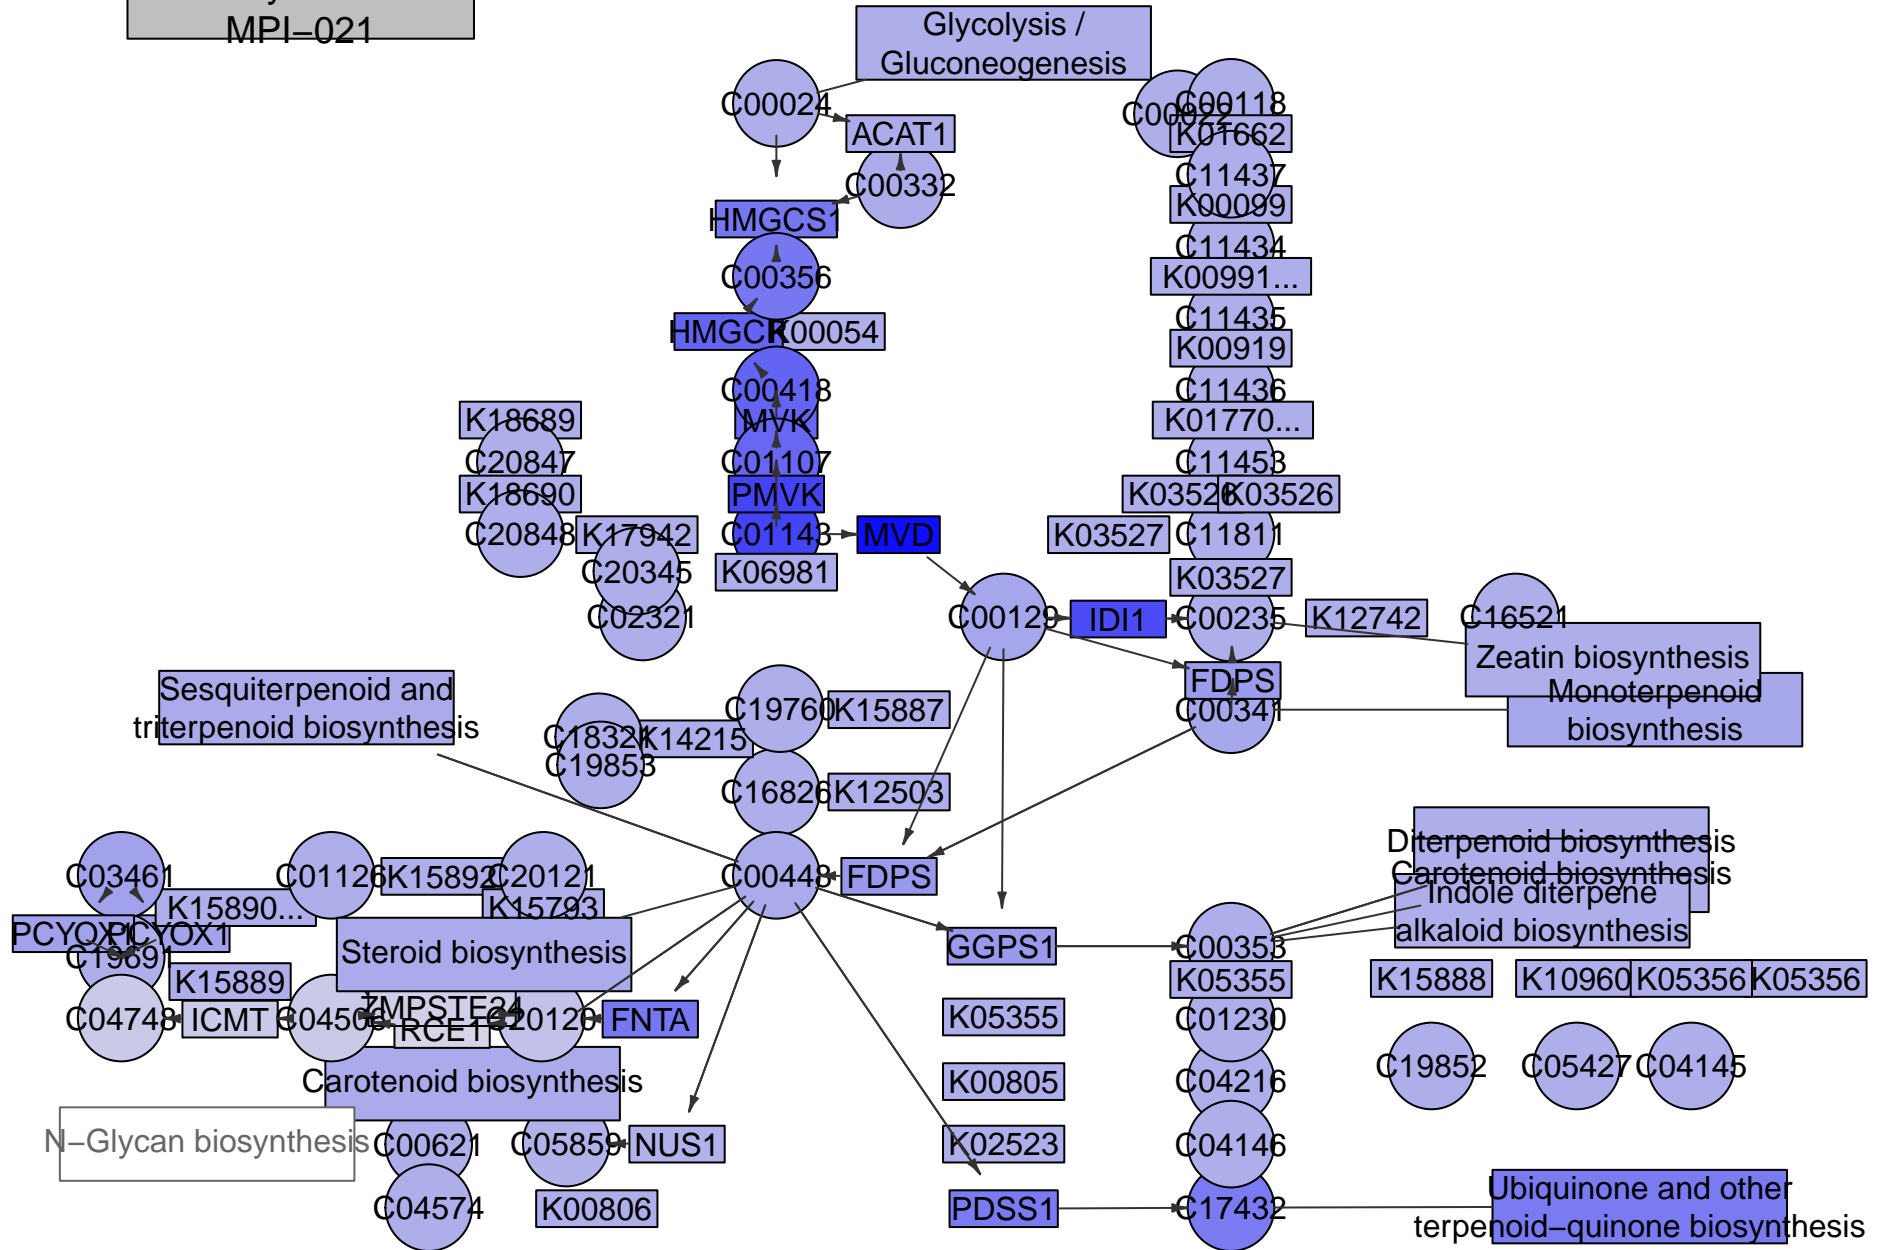 MPI−021
Glycolysis /
Gluconeogenesis
C00024
C00022
C00118
ACAT1
K01662
C00332
C11437
HMGCS1
K00099
C11434
C00356
K00991...
C11435
HMGCR
K00054
K00919
C00418
C11436
K18689
MVK
K01770...
C20847
C01107
C11453
K18690
PMVK
K03526
K03526
C20848
K17942
C01143
MVD
K03527
C11811
C20345
K06981
K03527
C02321
C00129
IDI1
C00235
K12742
C16521
Zeatin biosynthesis
FDPS
Sesquiterpenoid and
triterpenoid biosynthesis
Monoterpenoid
biosynthesis
C19760
K15887
C00341
C18324
K14215
C19853
C16826
K12503
Diterpenoid biosynthesis
Carotenoid biosynthesis
C03461
C01126
K15892
C20121
C00448
FDPS
Indole diterpene
alkaloid biosynthesis
K15890...
K15793
PCYOX1
PCYOX1
Steroid biosynthesis
GGPS1
C00353
C19691
K15889
K05355
K15888
K10960
K05356
K05356
C04748
ICMT
C04506
ZMPSTE24
RCE1
C20120
FNTA
K05355
C01230
C19852
C05427
C04145
Carotenoid biosynthesis
K00805
C04216
N−Glycan biosynthesis
C00621
C05859
NUS1
K02523
C04146
C04574
K00806
PDSS1
C17432
Ubiquinone and other
terpenoid−quinone biosynthesis